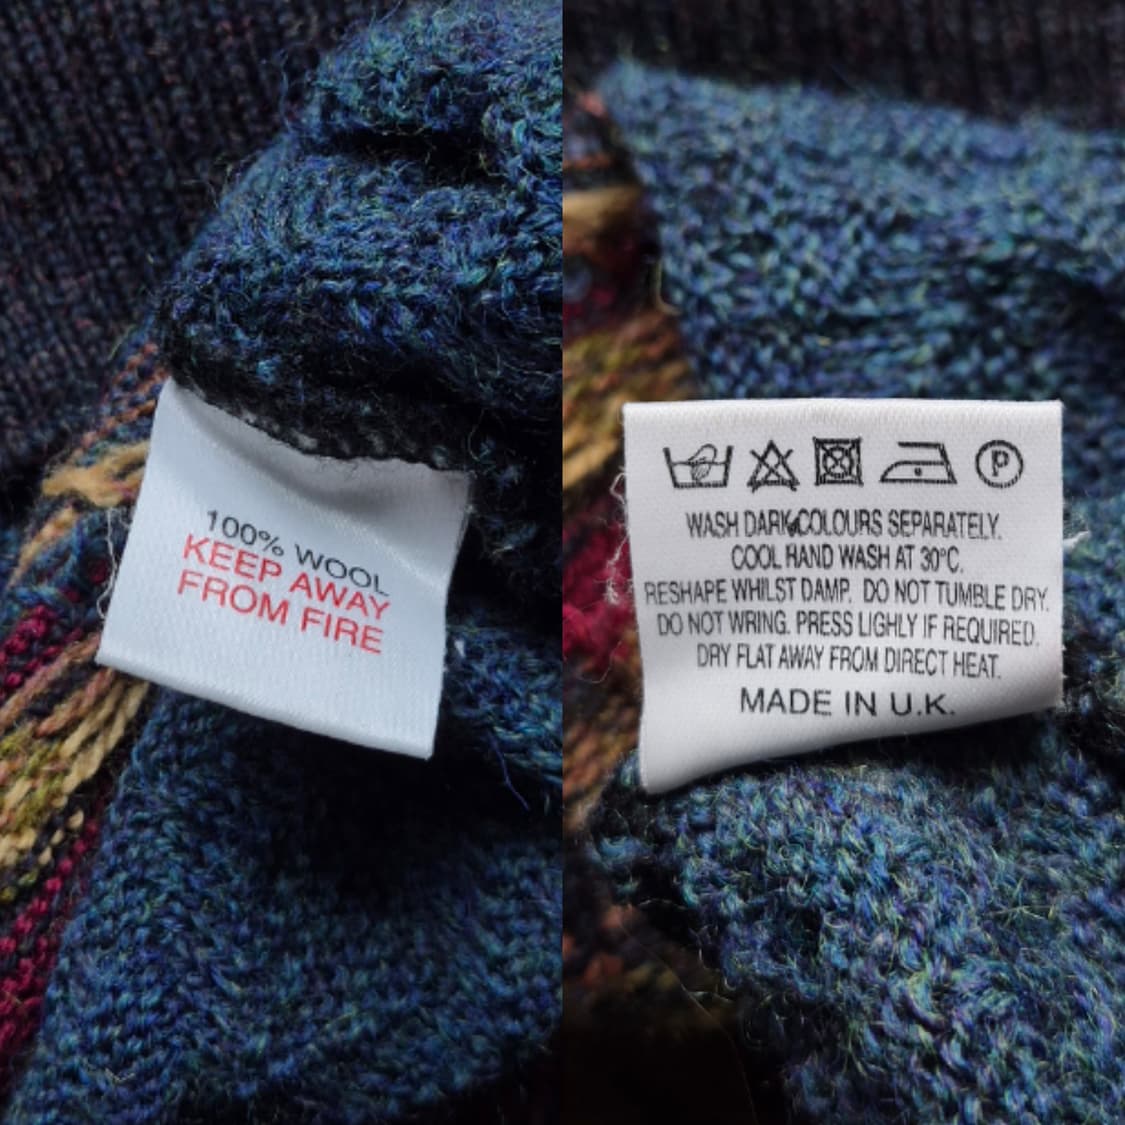 100% WOOL
KEEP AWAY
FROM FIRE
P
WASH DARK COLOURS SEPARATELY.
COOL HAND WASH AT 30°C.
RESHAPE WHILST DAMP. DO NOT TUMBLE DRY.
DO NOT WRING. PRESS LIGHLY IF REQUIRED.
DRY FLAT AWAY FROM DIRECT HEAT.
MADE IN U.K.